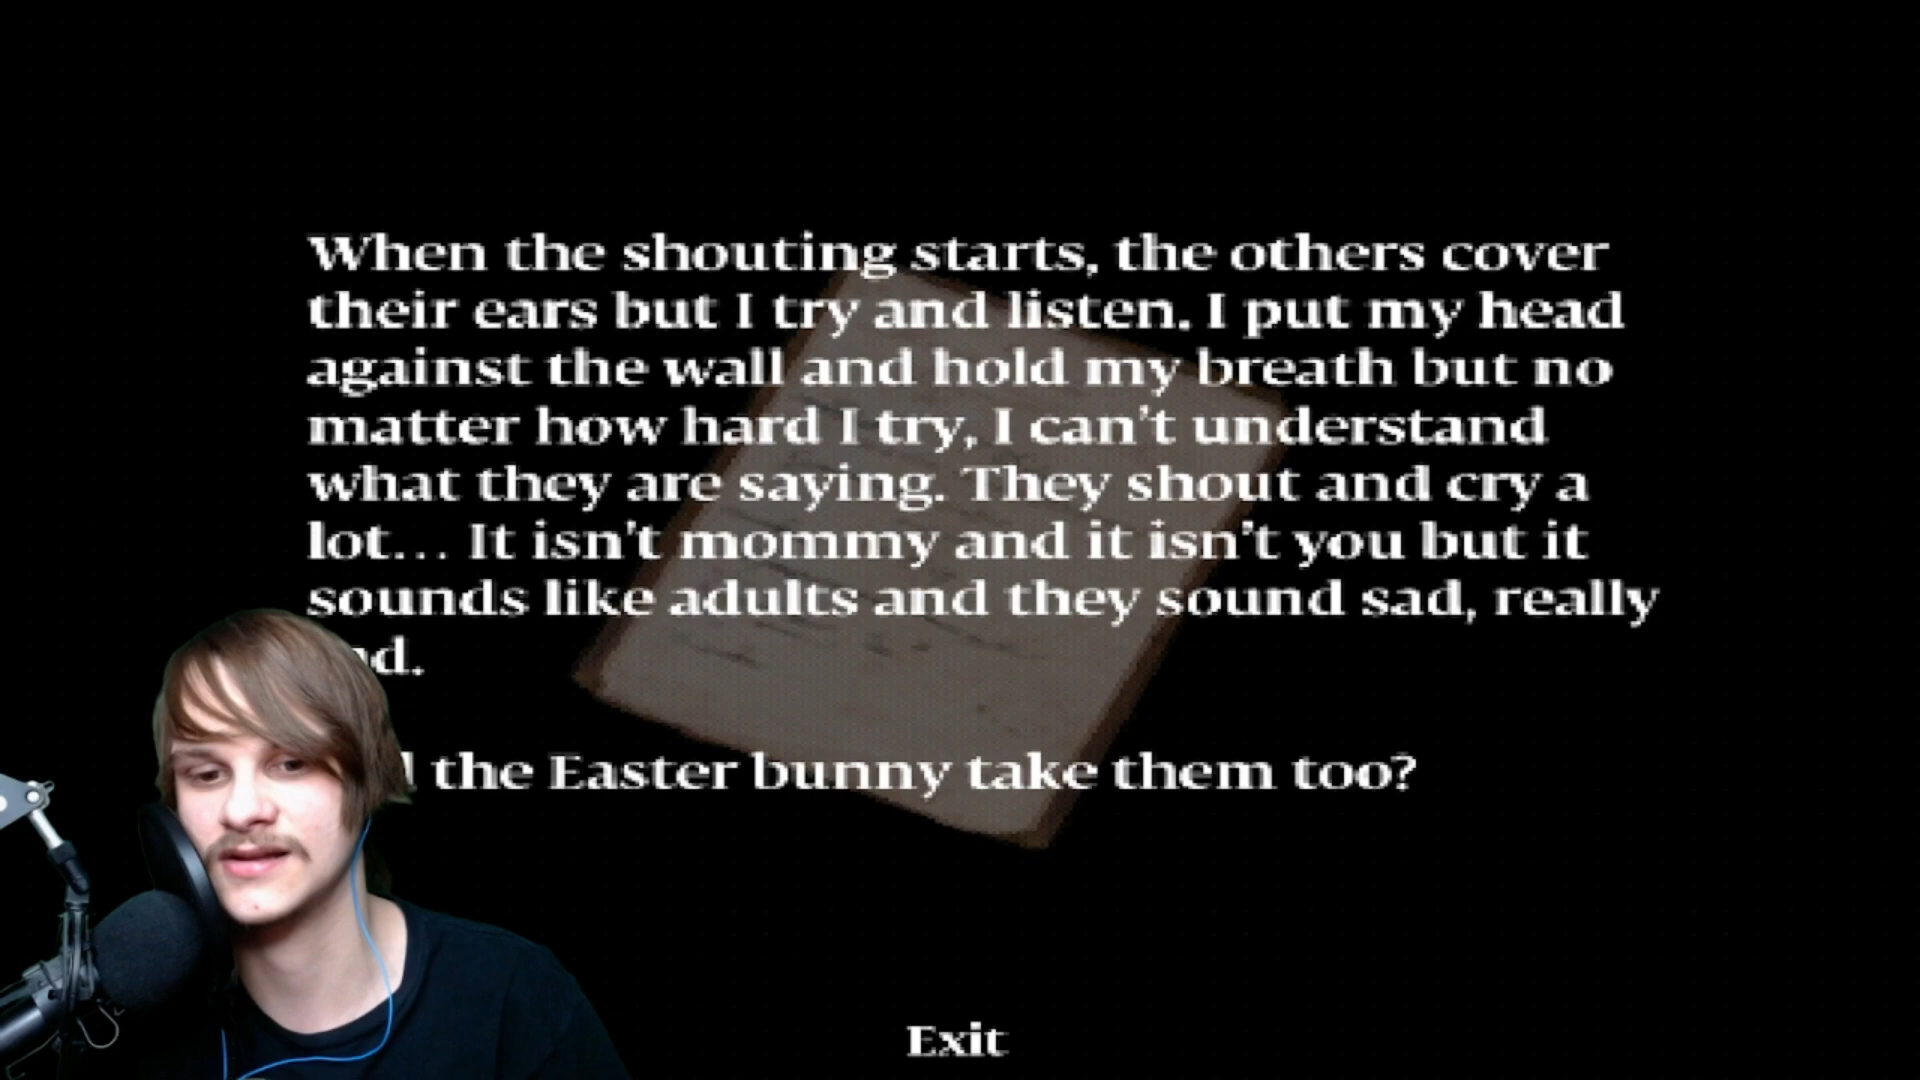 When the shouting starts, the others cover
their ears but I try and listen. I put my head
against the wall and hold my breath but no
matter how hard I try, I can't understand
what they are saying. They shout and cry a
lot... It isn't mommy and it isn't you but it
sounds like adults and they sound sad, really
the Easter bunny take them too?
Exit